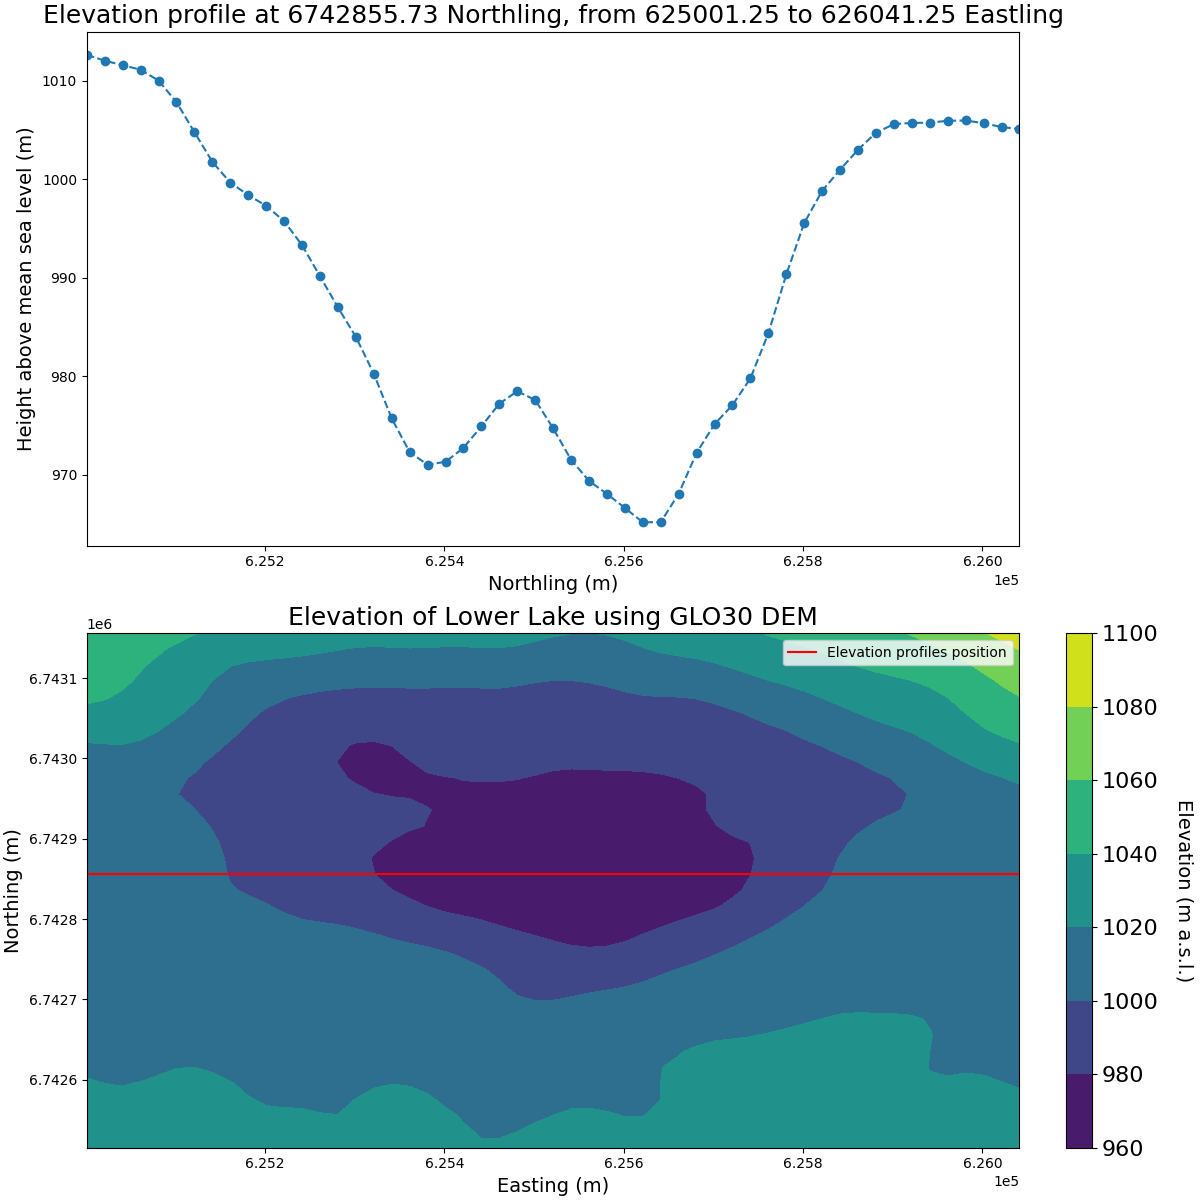 Elevation profile at 6742855.73 Northling, from 625001.25 to 626041.25 Eastling
1010
1000
990
980
970
Height above mean sea level (m)
6.252 6.254 6.256 6.258 6.260
1e5
Northling (m)
Elevation of Lower Lake using GLO30 DEM
1e6
Elevation profiles position
6.7431
6.7430
6.7429
6.7428
6.7427
6.7426
Northing (m)
6.252 6.254 6.256 6.258 6.260
1e5
Easting (m)
1100
1080
1060
1040
1020
1000
980
960
Elevation (m a.s.l.)